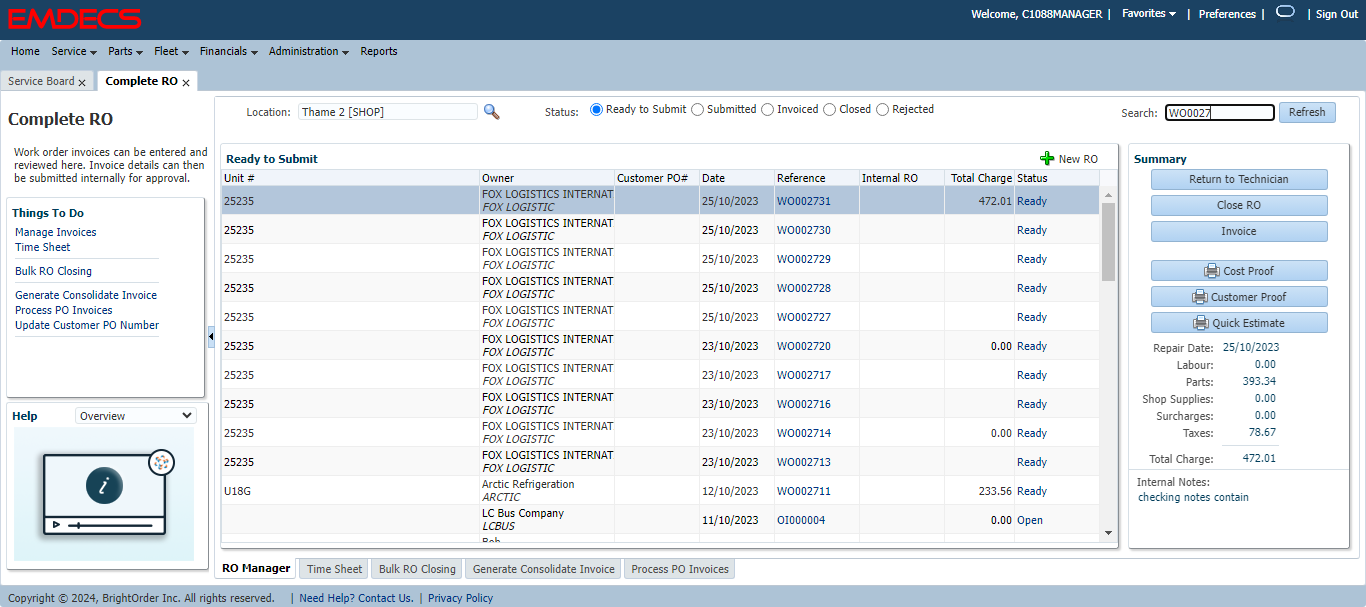 EMDECS
Welcome, C1088MANAGER | Favorites | Preferences | | Sign Out
Home Service Parts Fleet Financials Administration Reports
Service Board x Complete RO x
Complete RO
Work order invoices can be entered and
reviewed here. Invoice details can then
be submitted internally for approval.
Things To Do
Manage Invoices
Time Sheet
Bulk RO Closing
Generate Consolidate Invoice
Process PO Invoices
Update Customer PO Number
Help Overview
i
Location: Thame 2 [SHOP] Status: Ready to Submit Submitted Invoiced Closed Rejected Search: WO0027 Refresh
Ready to Submit New RO
Unit # Owner Customer PO# Date Reference Internal RO Total Charge Status
25235 FOX LOGISTICS INTERNAT 25/10/2023 WO002731 472.01 Ready
FOX LOGISTIC
25235 FOX LOGISTICS INTERNAT 25/10/2023 WO002730 Ready
FOX LOGISTIC
25235 FOX LOGISTICS INTERNAT 25/10/2023 WO002729 Ready
FOX LOGISTIC
25235 FOX LOGISTICS INTERNAT 25/10/2023 WO002728 Ready
FOX LOGISTIC
25235 FOX LOGISTICS INTERNAT 25/10/2023 WO002727 Ready
FOX LOGISTIC
25235 FOX LOGISTICS INTERNAT 23/10/2023 WO002720 0.00 Ready
FOX LOGISTIC
25235 FOX LOGISTICS INTERNAT 23/10/2023 WO002717 Ready
FOX LOGISTIC
25235 FOX LOGISTICS INTERNAT 23/10/2023 WO002716 Ready
FOX LOGISTIC
25235 FOX LOGISTICS INTERNAT 23/10/2023 WO002714 0.00 Ready
FOX LOGISTIC
25235 FOX LOGISTICS INTERNAT 23/10/2023 WO002713 Ready
FOX LOGISTIC
U18G Arctic Refrigeration 12/10/2023 WO002711 233.56 Ready
ARCTIC
LC Bus Company 11/10/2023 OI000004 0.00 Open
LCBUS
Summary
Return to Technician
Close RO
Invoice
Cost Proof
Customer Proof
Quick Estimate
Repair Date: 25/10/2023
Labour: 0.00
Parts: 393.34
Shop Supplies: 0.00
Surcharges: 0.00
Taxes: 78.67
Total Charge: 472.01
Internal Notes:
checking notes contain
RO Manager Time Sheet Bulk RO Closing Generate Consolidate Invoice Process PO Invoices
Copyright © 2024, BrightOrder Inc. All rights reserved. | Need Help? Contact Us. | Privacy Policy